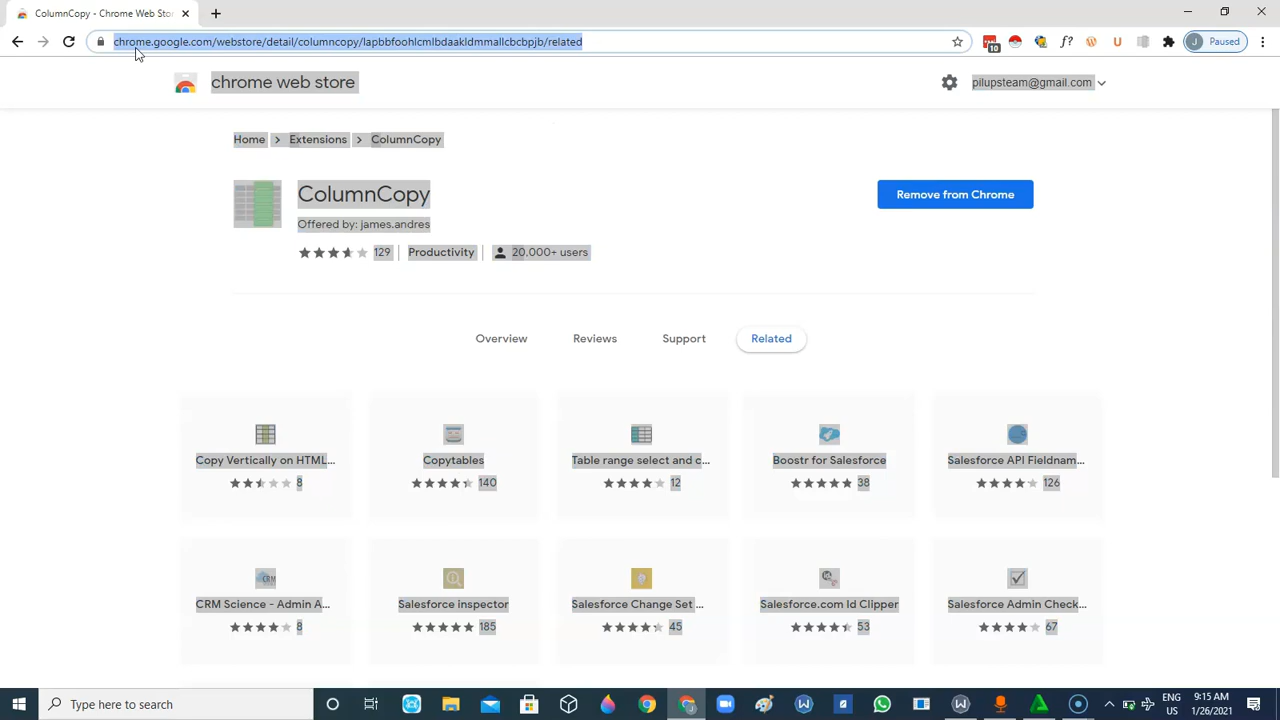 ColumnCopy - Chrome Web Stor
chrome.google.com/webstore/detail/columncopy/lapbbfoohlcmlbdaakldmmallcbcbpjb/related
10
f?
U
J Paused
chrome web store
pilupsteam@gmail.com
Home > Extensions > ColumnCopy
ColumnCopy
Remove from Chrome
Offered by: james.andres
129 | Productivity | 20,000+ users
Overview Reviews Support Related
Copy Vertically on HTML... Copytables Table range select and c... Boostr for Salesforce Salesforce API Fieldnam...
8 140 12 38 126
CRM
CRM Science - Admin A... Salesforce inspector Salesforce Change Set ... Salesforce.com Id Clipper Salesforce Admin Check...
8 185 45 53 67
Type here to search
ENG 9:15 AM
US 1/26/2021